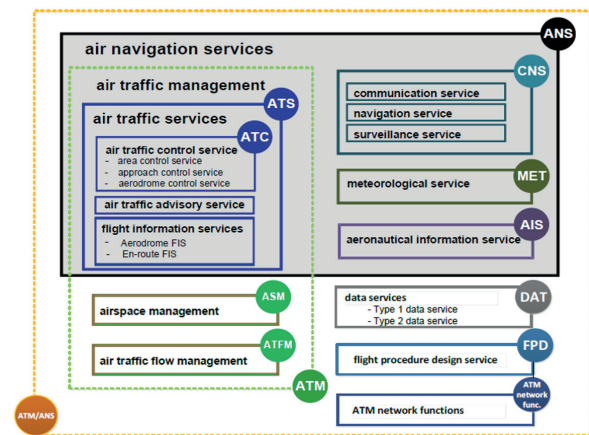 ANS
air navigation services
CNS
air traffic management
communication service
ATS
navigation service
air traffic services
surveillance service
ATC
air traffic control service
- area control service
- approach control service
- aerodrome control service
MET
meteorological service
air traffic advisory service
flight information services
- Aerodrome FIS
- En-route FIS
AIS
aeronautical information service
ASM
airspace management
DAT
data services
- Type 1 data service
- Type 2 data service
ATFM
air traffic flow management
FPD
flight procedure design service
ATM
ATM
network
func.
ATM network functions
ATM/ANS